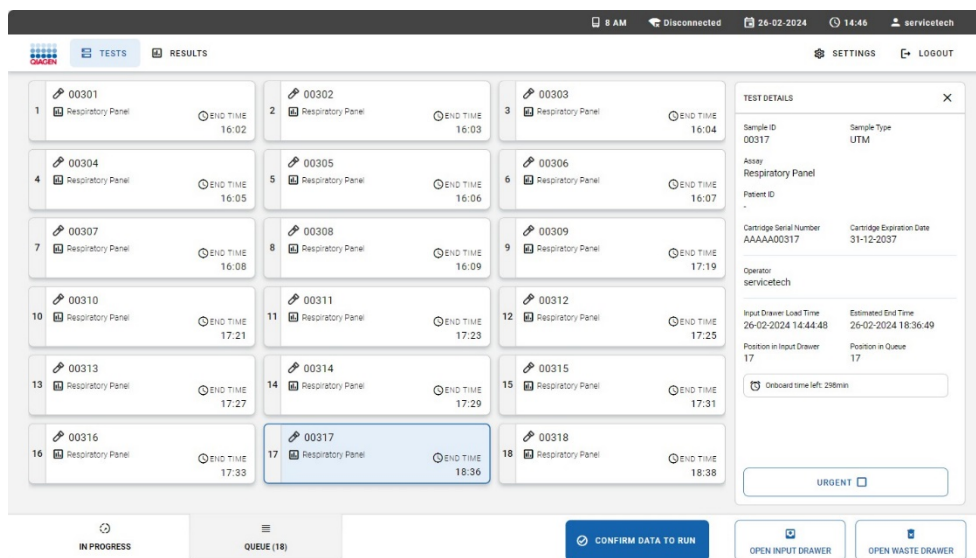 8 AM Disconnected 26-02-2024 14:46 servicetech
QIAGEN TESTS RESULTS SETTINGS LOGOUT
1 00301
Respiratory Panel
END TIME
16:02
2 00302
Respiratory Panel
END TIME
16:03
3 00303
Respiratory Panel
END TIME
16:04
4 00304
Respiratory Panel
END TIME
16:05
5 00305
Respiratory Panel
END TIME
16:06
6 00306
Respiratory Panel
END TIME
16:07
7 00307
Respiratory Panel
END TIME
16:08
8 00308
Respiratory Panel
END TIME
16:09
9 00309
Respiratory Panel
END TIME
17:19
10 00310
Respiratory Panel
END TIME
17:21
11 00311
Respiratory Panel
END TIME
17:23
12 00312
Respiratory Panel
END TIME
17:25
13 00313
Respiratory Panel
END TIME
17:27
14 00314
Respiratory Panel
END TIME
17:29
15 00315
Respiratory Panel
END TIME
17:31
16 00316
Respiratory Panel
END TIME
17:33
17 00317
Respiratory Panel
END TIME
18:36
18 00318
Respiratory Panel
END TIME
18:38
TEST DETAILS
Sample ID Sample Type
00317 UTM
Assay
Respiratory Panel
Patient ID
-
Cartridge Serial Number Cartridge Expiration Date
AAAAA00317 31-12-2037
Operator
servicetech
Input Drawer Load Time Estimated End Time
26-02-2024 14:44:48 26-02-2024 18:36:49
Position in Input Drawer Position in Queue
17 17
Onboard time left: 298min
URGENT
IN PROGRESS QUEUE (18) CONFIRM DATA TO RUN OPEN INPUT DRAWER OPEN WASTE DRAWER